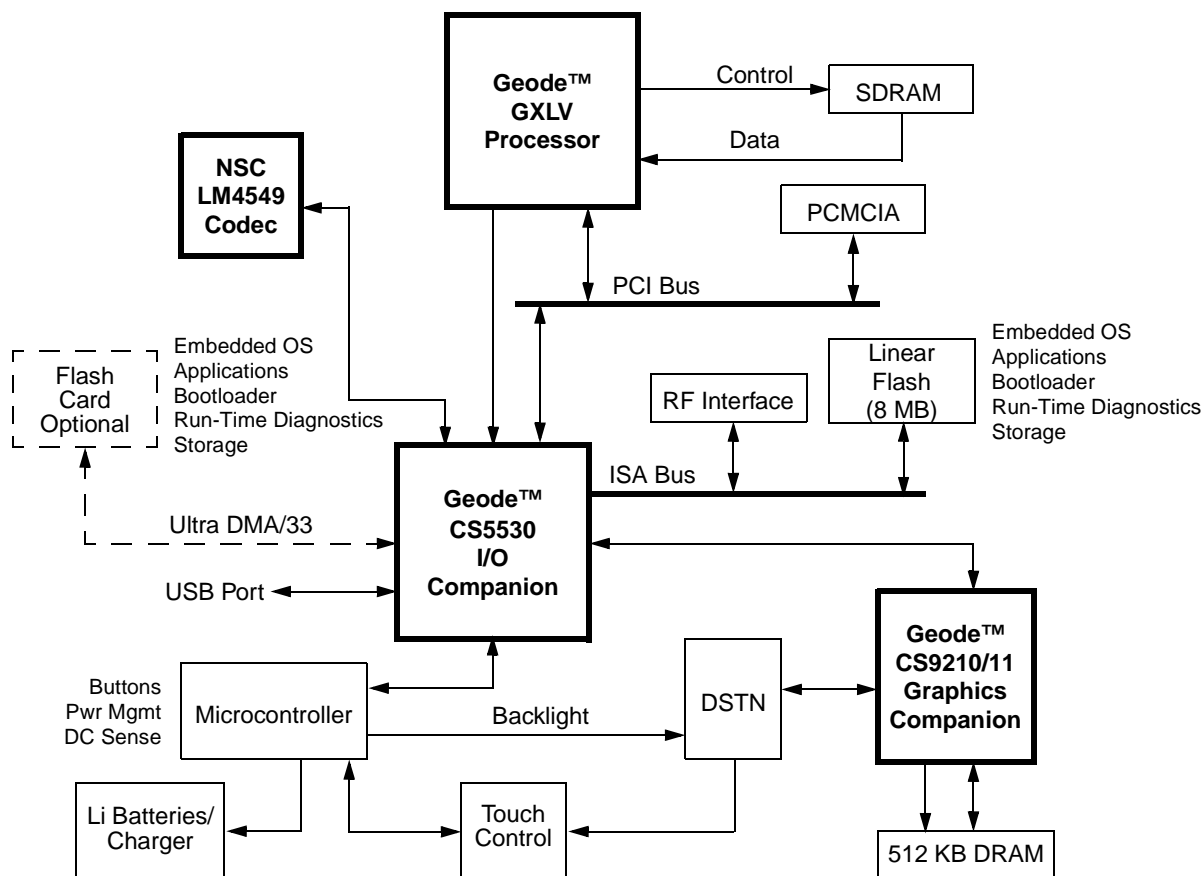 Geode™
GXLV
Processor
Control
SDRAM
Data
NSC
LM4549
Codec
PCMCIA
PCI Bus
Flash
Card
Optional
Embedded OS
Applications
Bootloader
Run-Time Diagnostics
Storage
RF Interface
Linear
Flash
(8 MB)
Embedded OS
Applications
Bootloader
Run-Time Diagnostics
Storage
ISA Bus
Geode™
CS5530
I/O
Companion
Ultra DMA/33
USB Port
Geode™
CS9210/11
Graphics
Companion
Buttons
Pwr Mgmt
DC Sense
Microcontroller
Backlight
DSTN
Li Batteries/
Charger
Touch
Control
512 KB DRAM